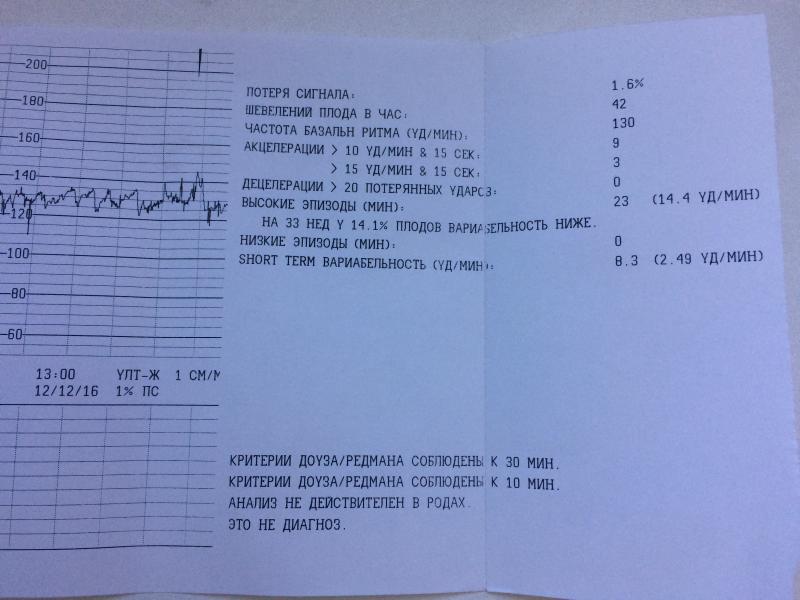 200
180
160
140
120
100
80
60
13:00 УЛТ-Ж 1 СМ/М
12/12/16 1% ПС
ПОТЕРЯ СИГНАЛА: 1.6%
ШЕВЕЛЕНИЙ ПЛОДА В ЧАС: 42
ЧАСТОТА БАЗАЛЬН РИТМА (УД/МИН): 130
АКЦЕЛЕРАЦИИ > 10 УД/МИН & 15 СЕК: 9
> 15 УД/МИН & 15 СЕК: 3
ДЕЦЕЛЕРАЦИИ > 20 ПОТЕРЯННЫХ УДАРОВ: 0
ВЫСОКИЕ ЭПИЗОДЫ (МИН): 23 (14.4 УД/МИН)
НА 33 НЕД У 14.1% ПЛОДОВ ВАРИАБЕЛЬНОСТЬ НИЖЕ.
НИЗКИЕ ЭПИЗОДЫ (МИН): 0
SHORT TERM ВАРИАБЕЛЬНОСТЬ (УД/МИН): 8.3 (2.49 УД/МИН)
КРИТЕРИИ ДОУЗА/РЕДМАНА СОБЛЮДЕНЫ К 30 МИН.
КРИТЕРИИ ДОУЗА/РЕДМАНА СОБЛЮДЕНЫ К 10 МИН.
АНАЛИЗ НЕ ДЕЙСТВИТЕЛЕН В РОДАХ.
ЭТО НЕ ДИАГНОЗ.